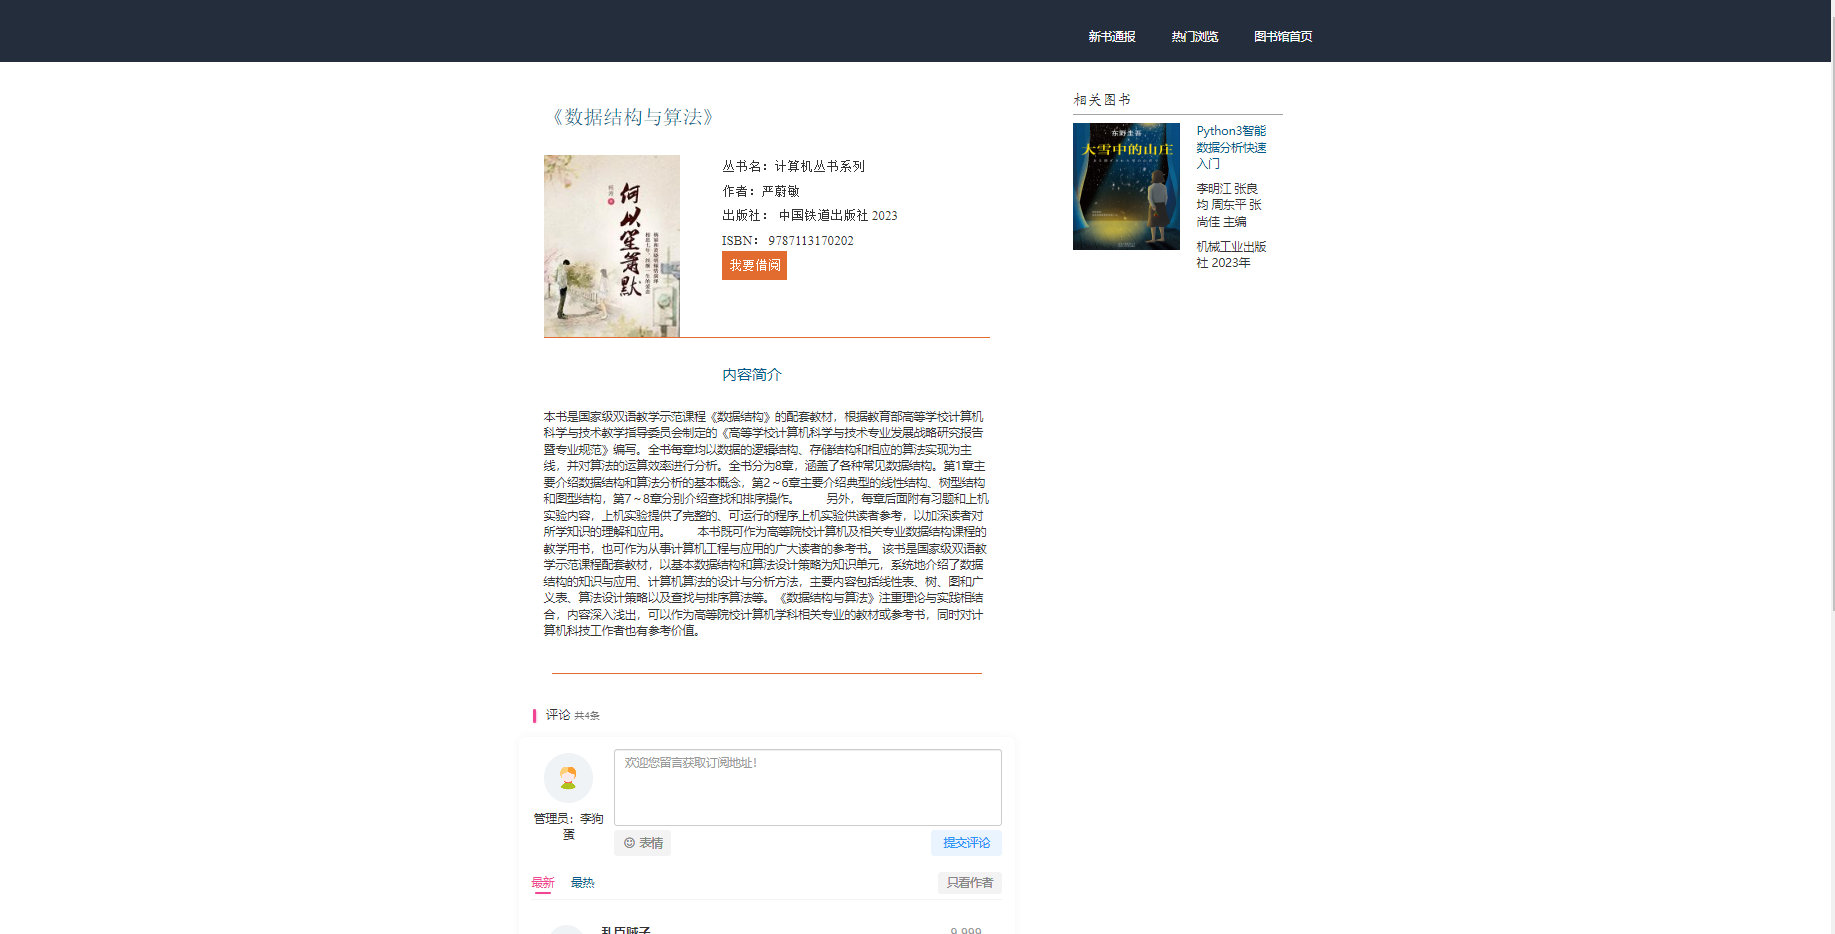 新书通报 热门浏览 图书馆首页
《数据结构与算法》
何以笙箫默
丛书名：计算机丛书系列
作者：严蔚敏
出版社： 中国铁道出版社 2023
ISBN： 9787113170202
我要借阅
相关图书
东野圭吾
大雪中的山庄
Python3智能
数据分析快速
入门
李明江 张良
均 周东平 张
尚佳 主编
机械工业出版
社 2023年
内容简介
本书是国家级双语教学示范课程《数据结构》的配套教材，根据教育部高等学校计算机
科学与技术教学指导委员会制定的《高等学校计算机科学与技术专业发展战略研究报告
暨专业规范》编写。全书每章均以数据的逻辑结构、存储结构和相应的算法实现为主
线，并对算法的运算效率进行分析。全书分为8章，涵盖了各种常见数据结构。第1章主
要介绍数据结构和算法分析的基本概念，第2～6章主要介绍典型的线性结构、树型结构
和图型结构，第7～8章分别介绍查找和排序操作。 另外，每章后面附有习题和上机
实验内容，上机实验提供了完整的、可运行的程序上机实验供读者参考，以加深读者对
所学知识的理解和应用。 本书既可作为高等院校计算机及相关专业数据结构课程的
教学用书，也可作为从事计算机工程与应用的广大读者的参考书。 该书是国家级双语教
学示范课程配套教材，以基本数据结构和算法设计策略为知识单元，系统地介绍了数据
结构的知识与应用、计算机算法的设计与分析方法，主要内容包括线性表、树、图和广
义表、算法设计策略以及查找与排序算法等。《数据结构与算法》注重理论与实践相结
合，内容深入浅出，可以作为高等院校计算机学科相关专业的教材或参考书，同时对计
算机科技工作者也有参考价值。
评论 共4条
欢迎您留言获取订阅地址！
管理员：李狗
蛋
表情
提交评论
最新 最热 只看作者
乱臣贼子 9,999